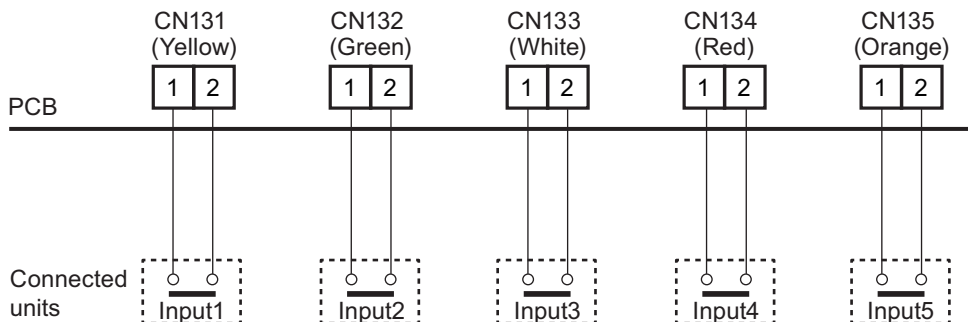 CN131 CN132 CN133 CN134 CN135
(Yellow) (Green) (White) (Red) (Orange)
1 2 1 2 1 2 1 2 1 2
PCB
Connected
units
Input1 Input2 Input3 Input4 Input5